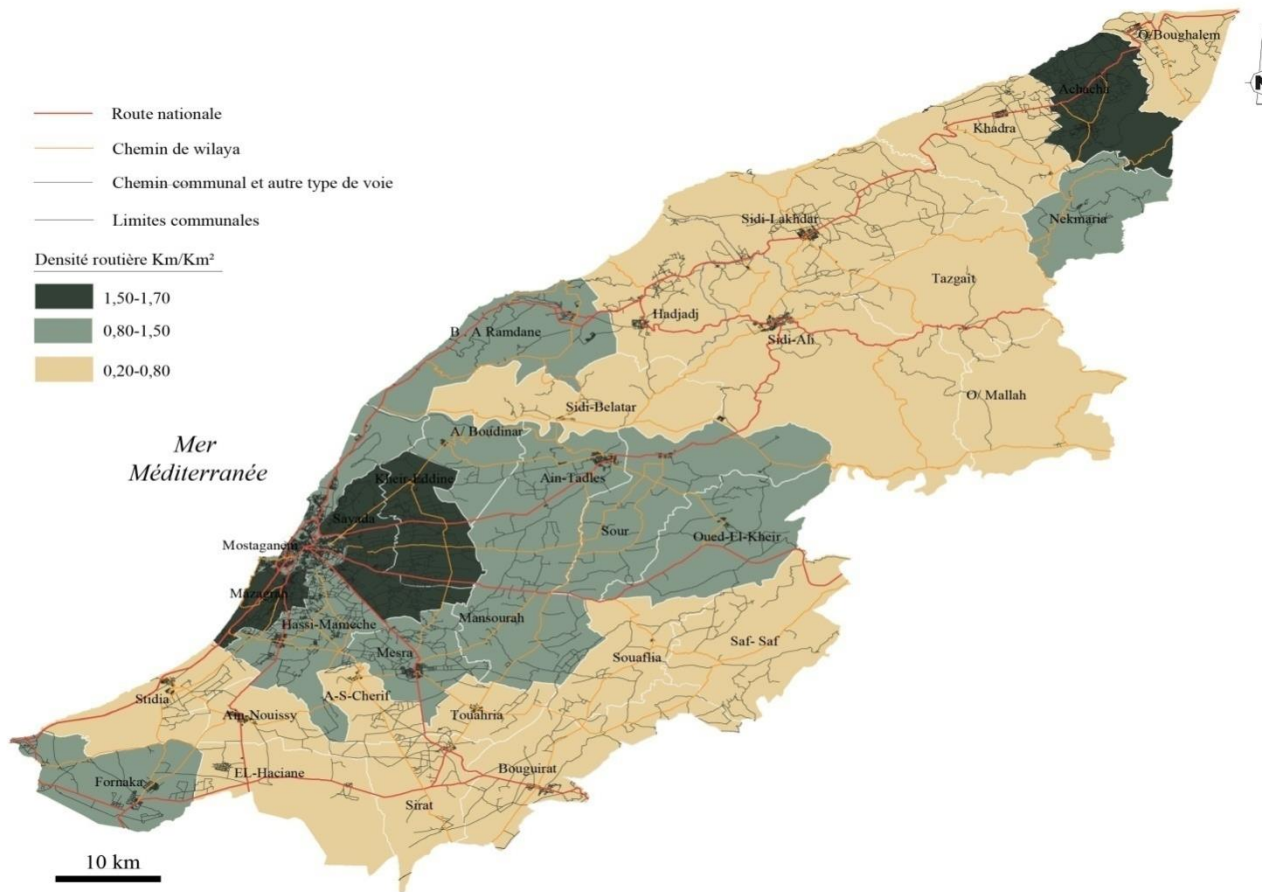 Route nationale
Chemin de wilaya
Chemin communal et autre type de voie
Limites communales
Densité routière Km/Km²
1,50-1,70
0,80-1,50
0,20-0,80
N
O/Boughalem
Achacha
Khadra
Nekmaria
Sidi-Lakhdar
Tazgait
Hadjadj
Sidi-Ali
B . A Ramdane
O/ Mallah
Sidi-Belatar
Mer
Méditerranée
A/ Boudinar
Kheir-Eddine
Ain-Tadles
Sayada
Sour
Oued-El-Kheir
Mostaganem
Mazagran
Hassi-Mameche
Mansourah
Mesra
Souaflia
Saf- Saf
Stidia
A-S-Cherif
Ain-Nouissy
Touahria
Fornaka
EL-Haciane
Bouguirat
Sirat
10 km